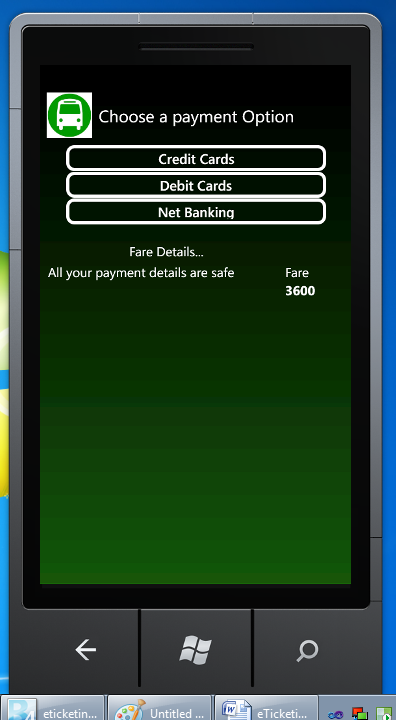 Choose a payment Option
Credit Cards
Debit Cards
Net Banking
Fare Details...
All your payment details are safe
Fare
3600
eticketin...
Untitled ...
eTicketi...